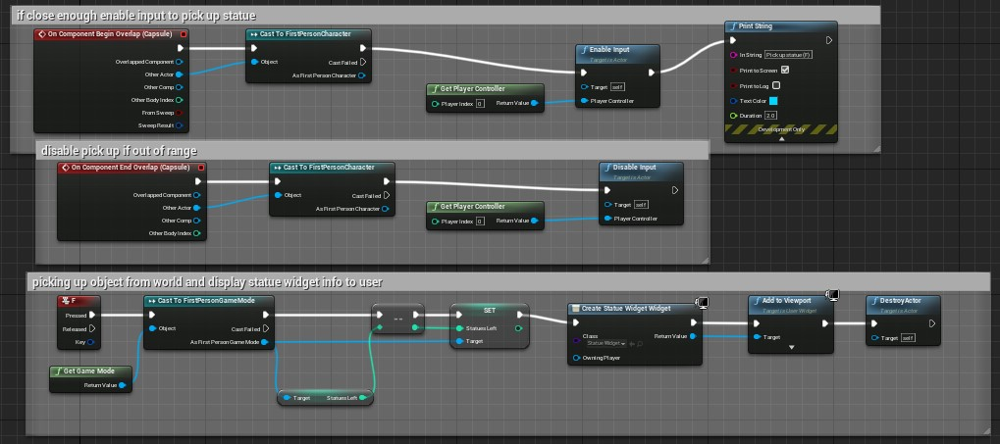 if close enough enable input to pick up statue
On Component Begin Overlap (Capsule)
Overlapped Component
Other Actor
Other Comp
Other Body Index
From Sweep
Sweep Result
Cast To FirstPersonCharacter
Object
Cast Failed
As First Person Character
Get Player Controller
Player Index 0
Return Value
Enable Input
Target is Actor
Target self
Player Controller
Print String
In String Pick up statue (F)
Print to Screen
Print to Log
Text Color
Duration 2.0
Development Only
disable pick up if out of range
On Component End Overlap (Capsule)
Overlapped Component
Other Actor
Other Comp
Other Body Index
Cast To FirstPersonCharacter
Object
Cast Failed
As First Person Character
Get Player Controller
Player Index 0
Return Value
Disable Input
Target is Actor
Target self
Player Controller
picking up object from world and display statue widget info to user
F
Pressed
Released
Key
Get Game Mode
Return Value
Cast To FirstPersonGameMode
Object
Cast Failed
As First Person Game Mode
Target
Statues Left
--
SET
Statues Left
Target
Create Statue Widget Widget
Class
Statue Widget
Owning Player
Return Value
Add to Viewport
Target is User Widget
Target
DestroyActor
Target is Actor
Target self